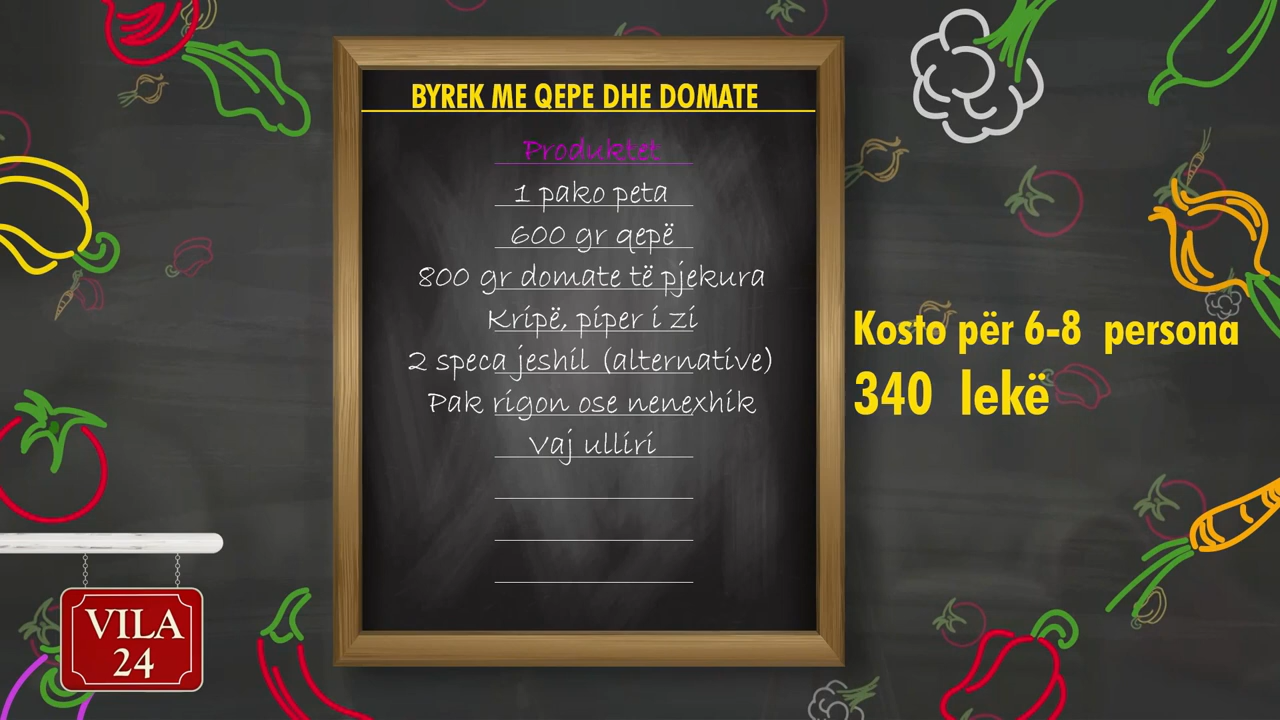 BYREK ME QEPE DHE DOMATE
Produktet
1 pako peta
600 gr qepë
800 gr domate të pjekura
Kripë, piper i zi
2 speca jeshil (alternative)
Pak rigon ose nenexhik
Vaj ulliri
Kosto për 6-8 persona
340 lekë
VILA
24